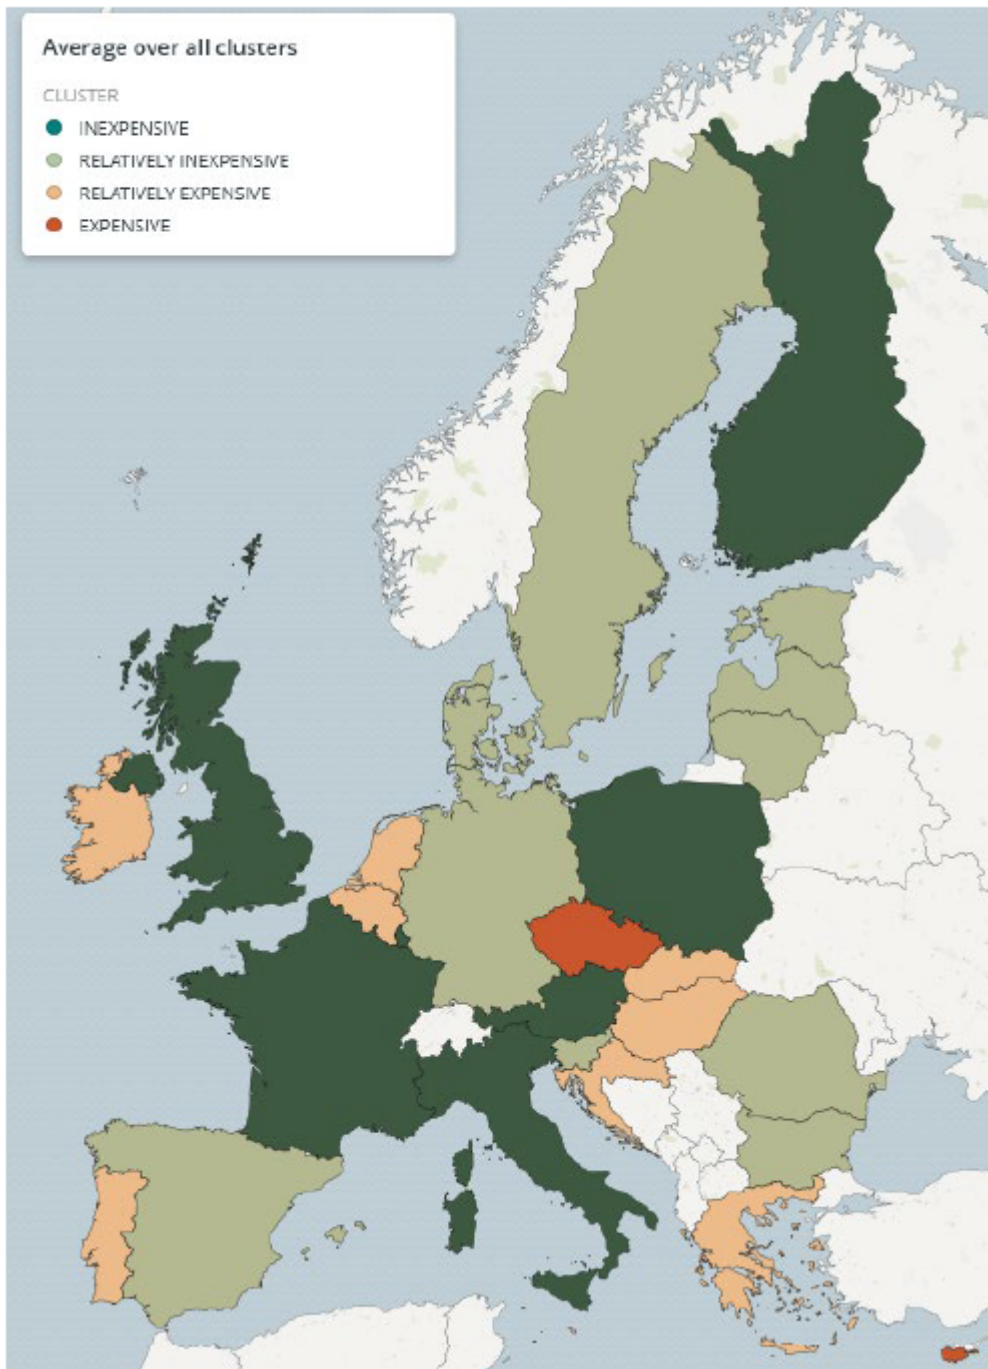 Average over all clusters
CLUSTER
INEXPENSIVE
RELATIVELY INEXPENSIVE
RELATIVELY EXPENSIVE
EXPENSIVE